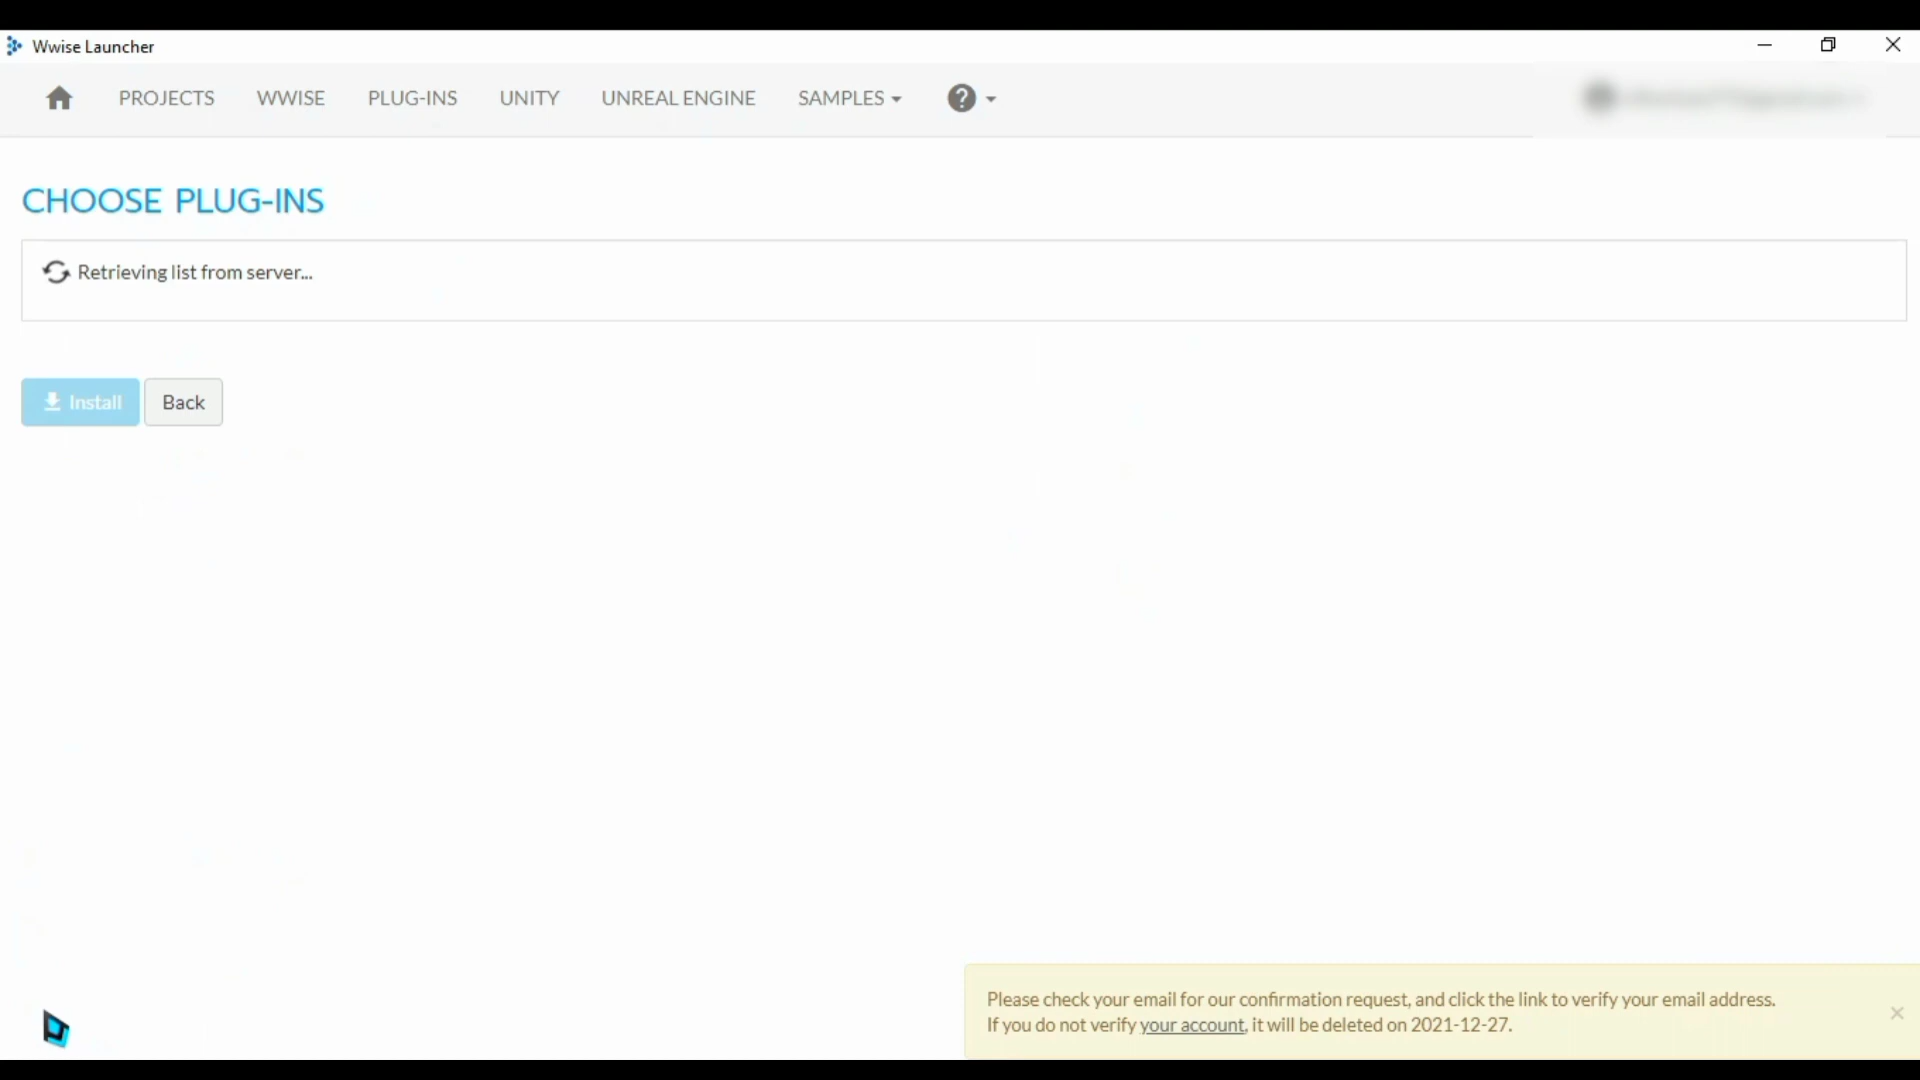 Wwise Launcher
PROJECTS WWISE PLUG-INS UNITY UNREAL ENGINE SAMPLES ?
CHOOSE PLUG-INS
Retrieving list from server...
Install Back
Please check your email for our confirmation request, and click the link to verify your email address.
If you do not verify your account, it will be deleted on 2021-12-27.